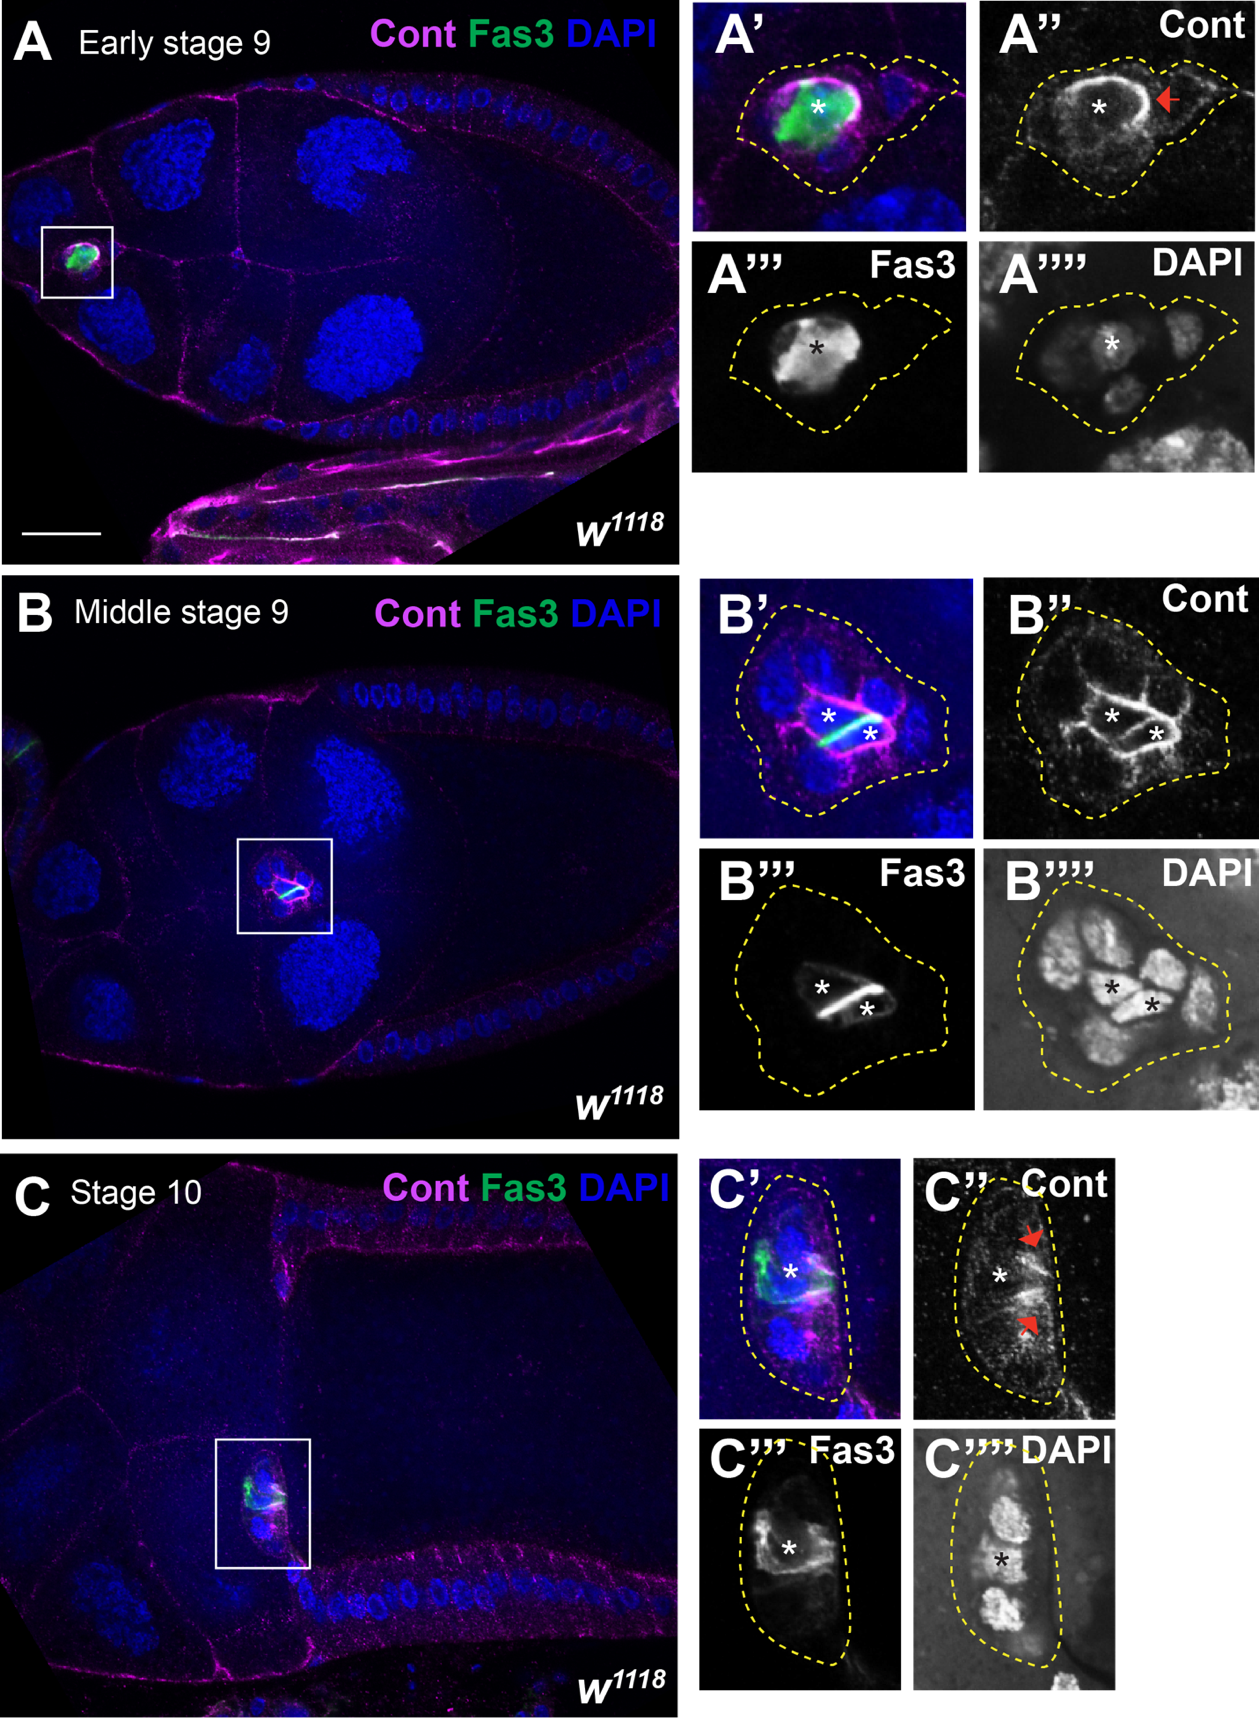 A Early stage 9 Cont Fas3 DAPI
w1118
A’
A’’ Cont
*
*
A’’’ Fas3
A’’’’ DAPI
*
*
B Middle stage 9 Cont Fas3 DAPI
w1118
B’
B’’ Cont
* *
* *
B’’’ Fas3
B’’’’ DAPI
* *
* *
C Stage 10 Cont Fas3 DAPI
w1118
C’
C’’ Cont
*
*
C’’’ Fas3
C’’’’ DAPI
*
*